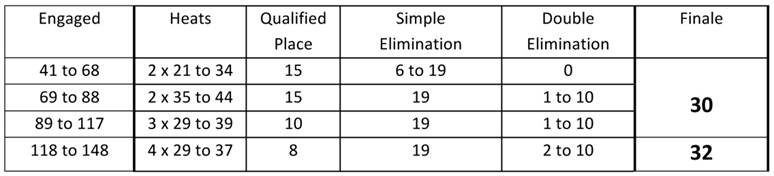 Engaged Heats Qualified Place Simple Elimination Double Elimination Finale
41 to 68 2 x 21 to 34 15 6 to 19 0 30
69 to 88 2 x 35 to 44 15 19 1 to 10
89 to 117 3 x 29 to 39 10 19 1 to 10
118 to 148 4 x 29 to 37 8 19 2 to 10 32